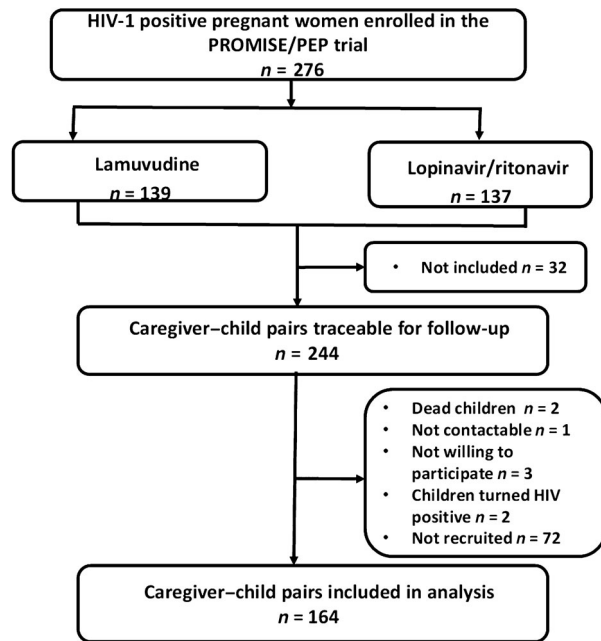 HIV-1 positive pregnant women enrolled in the
PROMISE/PEP trial
n = 276
Lamuvudine
n = 139
Lopinavir/ritonavir
n = 137
• Not included n = 32
Caregiver–child pairs traceable for follow-up
n = 244
• Dead children n = 2
• Not contactable n = 1
• Not willing to
participate n = 3
• Children turned HIV
positive n = 2
• Not recruited n = 72
Caregiver–child pairs included in analysis
n = 164